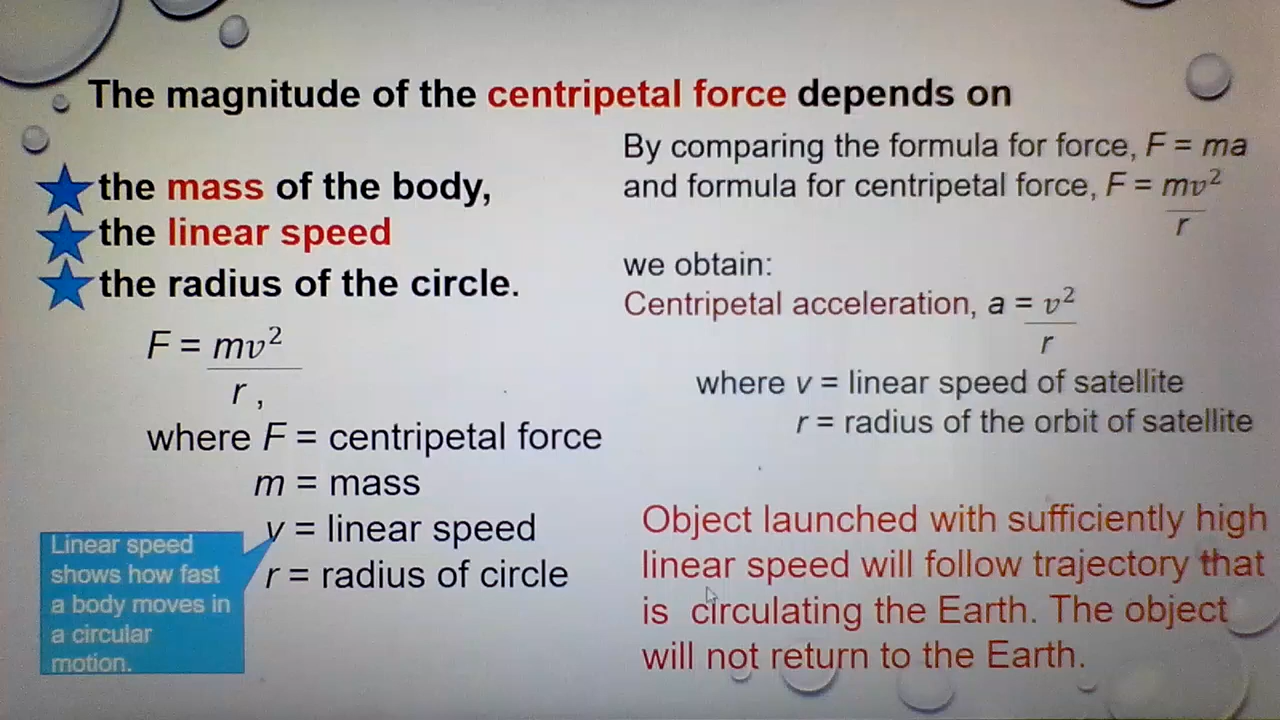 The magnitude of the centripetal force depends on
the mass of the body,
the linear speed
the radius of the circle.
F = mv²
r ,
where F = centripetal force
m = mass
v = linear speed
r = radius of circle
Linear speed
shows how fast
a body moves in
a circular
motion.
By comparing the formula for force, F = ma
and formula for centripetal force, F = mv²
r
we obtain:
Centripetal acceleration, a = v²
r
where v = linear speed of satellite
r = radius of the orbit of satellite
Object launched with sufficiently high
linear speed will follow trajectory that
is circulating the Earth. The object
will not return to the Earth.